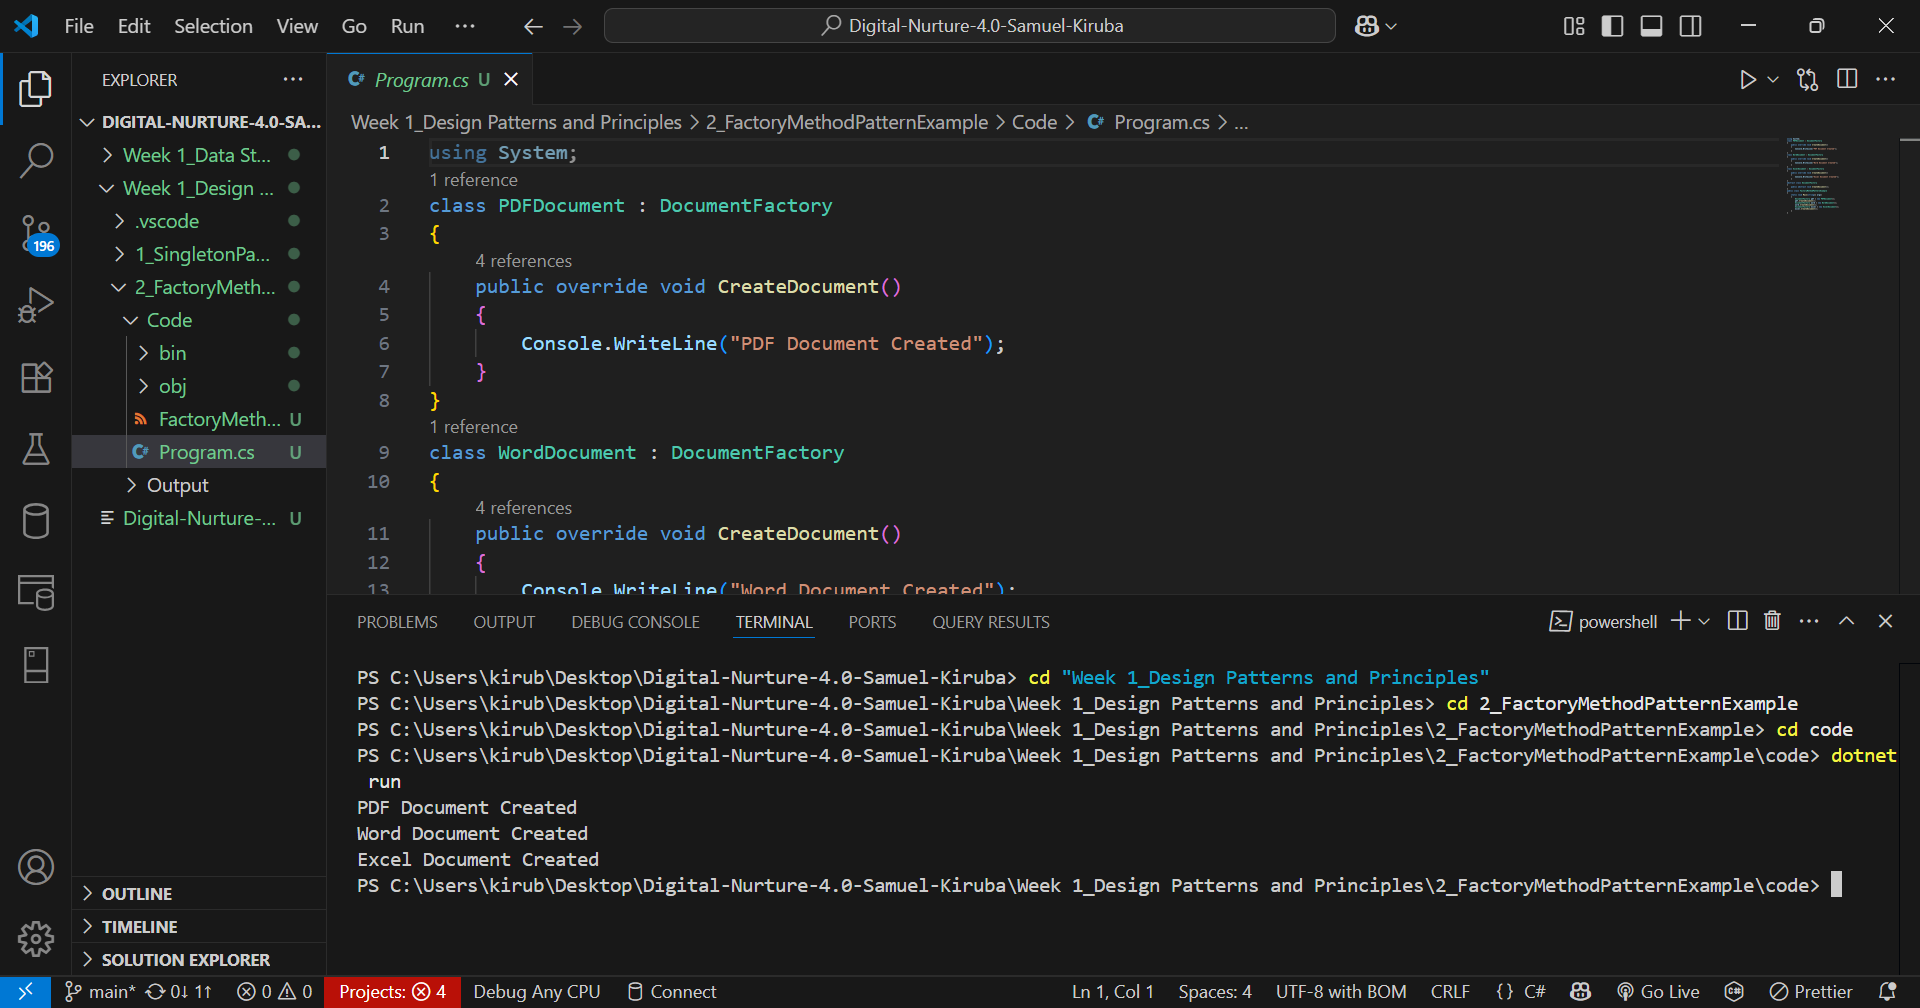 File Edit Selection View Go Run ··· Digital-Nurture-4.0-Samuel-Kiruba
EXPLORER ···
DIGITAL-NURTURE-4.0-SA...
Week 1_Data St...
Week 1_Design ...
.vscode
1_SingletonPa...
2_FactoryMeth...
Code
bin
obj
FactoryMeth... U
Program.cs U
Output
Digital-Nurture-... U
OUTLINE
TIMELINE
SOLUTION EXPLORER
196
C# Program.cs U
Week 1_Design Patterns and Principles > 2_FactoryMethodPatternExample > Code > C# Program.cs > ...
1 using System;
1 reference
2 class PDFDocument : DocumentFactory
3 {
4 references
4 public override void CreateDocument()
5 {
6 Console.WriteLine("PDF Document Created");
7 }
8 }
1 reference
9 class WordDocument : DocumentFactory
10 {
4 references
11 public override void CreateDocument()
12 {
13 Console.WriteLine("Word Document Created");
PROBLEMS OUTPUT DEBUG CONSOLE TERMINAL PORTS QUERY RESULTS powershell
PS C:\Users\kirub\Desktop\Digital-Nurture-4.0-Samuel-Kiruba> cd "Week 1_Design Patterns and Principles"
PS C:\Users\kirub\Desktop\Digital-Nurture-4.0-Samuel-Kiruba\Week 1_Design Patterns and Principles> cd 2_FactoryMethodPatternExample
PS C:\Users\kirub\Desktop\Digital-Nurture-4.0-Samuel-Kiruba\Week 1_Design Patterns and Principles\2_FactoryMethodPatternExample> cd code
PS C:\Users\kirub\Desktop\Digital-Nurture-4.0-Samuel-Kiruba\Week 1_Design Patterns and Principles\2_FactoryMethodPatternExample\code> dotnet
run
PDF Document Created
Word Document Created
Excel Document Created
PS C:\Users\kirub\Desktop\Digital-Nurture-4.0-Samuel-Kiruba\Week 1_Design Patterns and Principles\2_FactoryMethodPatternExample\code>
main* 0↓ 1↑ 0 0 Projects: 4 Debug Any CPU Connect Ln 1, Col 1 Spaces: 4 UTF-8 with BOM CRLF {} C# Go Live Prettier